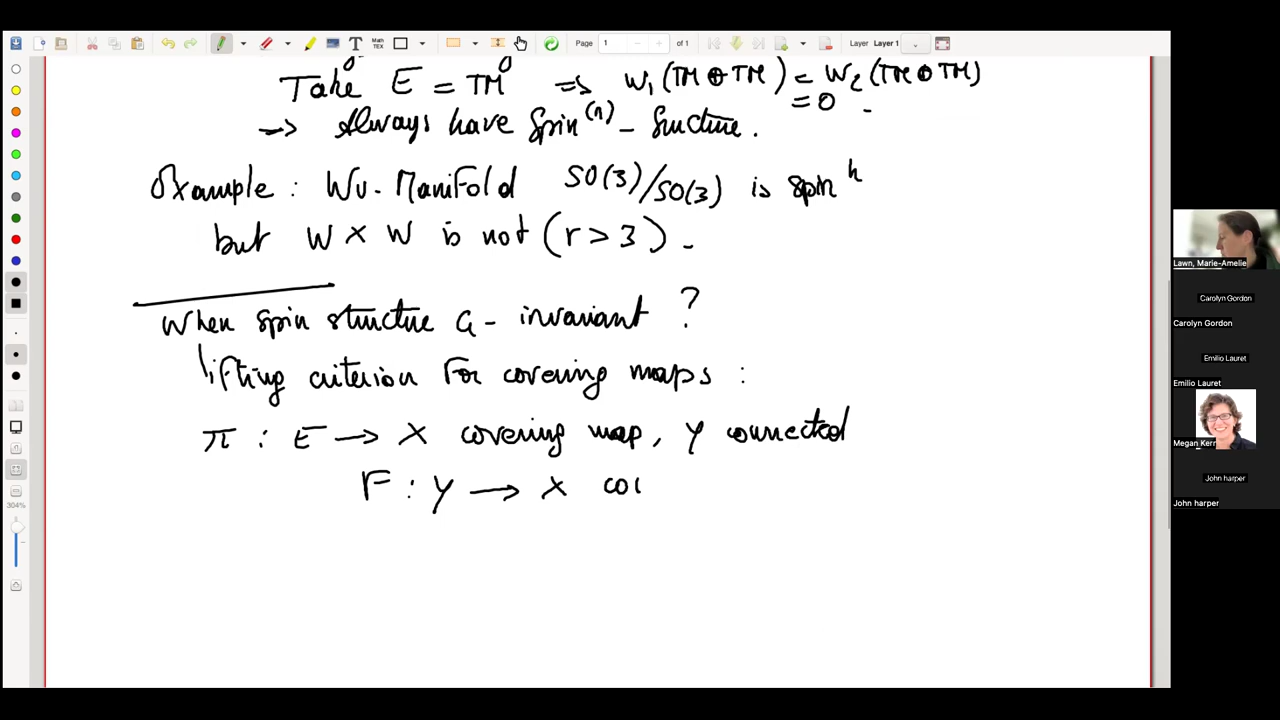 Page 1 of 1 Layer Layer 1
Take E = TM => W₁(TM ⊕ TM) = W₂(TM ⊕ TM)
= 0
→ Always have Spin⁽ⁿ⁾ - structure.
Example: Wu-Manifold SO(3)/SO(3) is spin^h
but W × W is not (r > 3).
When spin structure G-invariant ?
lifting criterion for covering maps :
π : E → X covering map, Y connected
F : Y → X co
304%
Lawn, Marie-Amelie
Carolyn Gordon
Carolyn Gordon
Emilio Lauret
Emilio Lauret
Megan Kerr
John harper
John harper